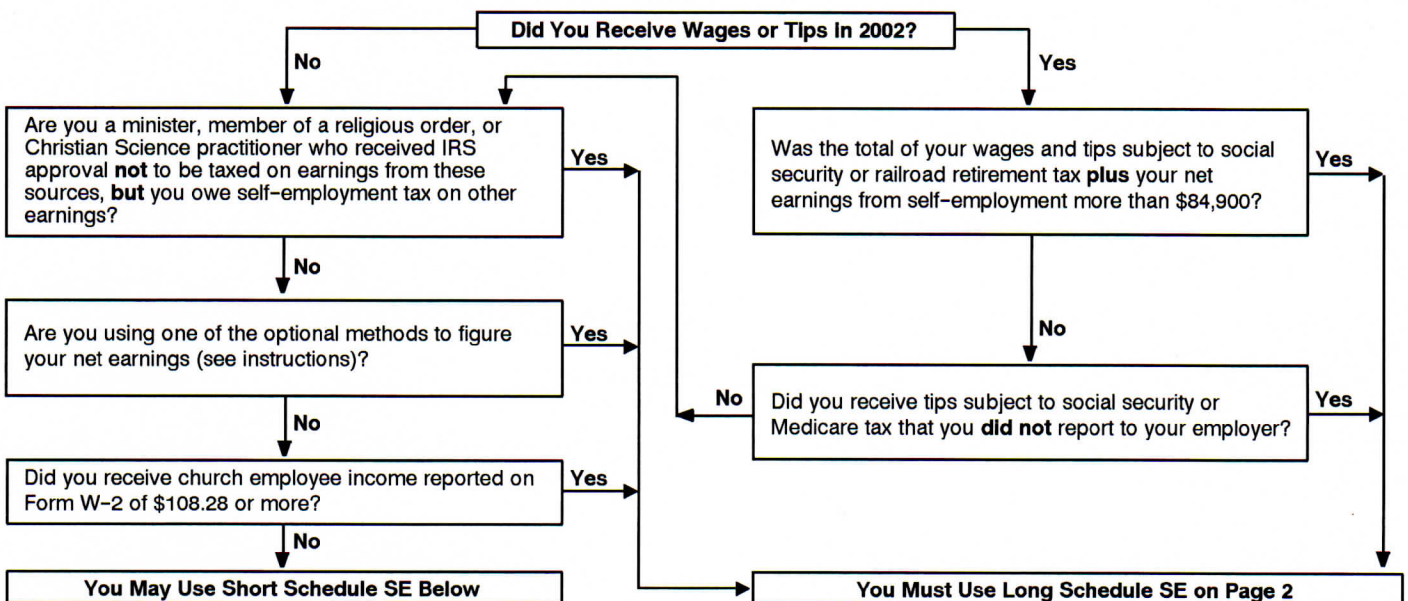 Did You Receive Wages or Tips in 2002?
No
Yes
Are you a minister, member of a religious order, or
Christian Science practitioner who received IRS
approval not to be taxed on earnings from these
sources, but you owe self-employment tax on other
earnings?
Yes
Was the total of your wages and tips subject to social
security or railroad retirement tax plus your net
earnings from self-employment more than $84,900?
Yes
No
Are you using one of the optional methods to figure
your net earnings (see instructions)?
Yes
No
Did you receive tips subject to social security or
Medicare tax that you did not report to your employer?
No
Yes
No
Did you receive church employee income reported on
Form W-2 of $108.28 or more?
Yes
No
You May Use Short Schedule SE Below
You Must Use Long Schedule SE on Page 2